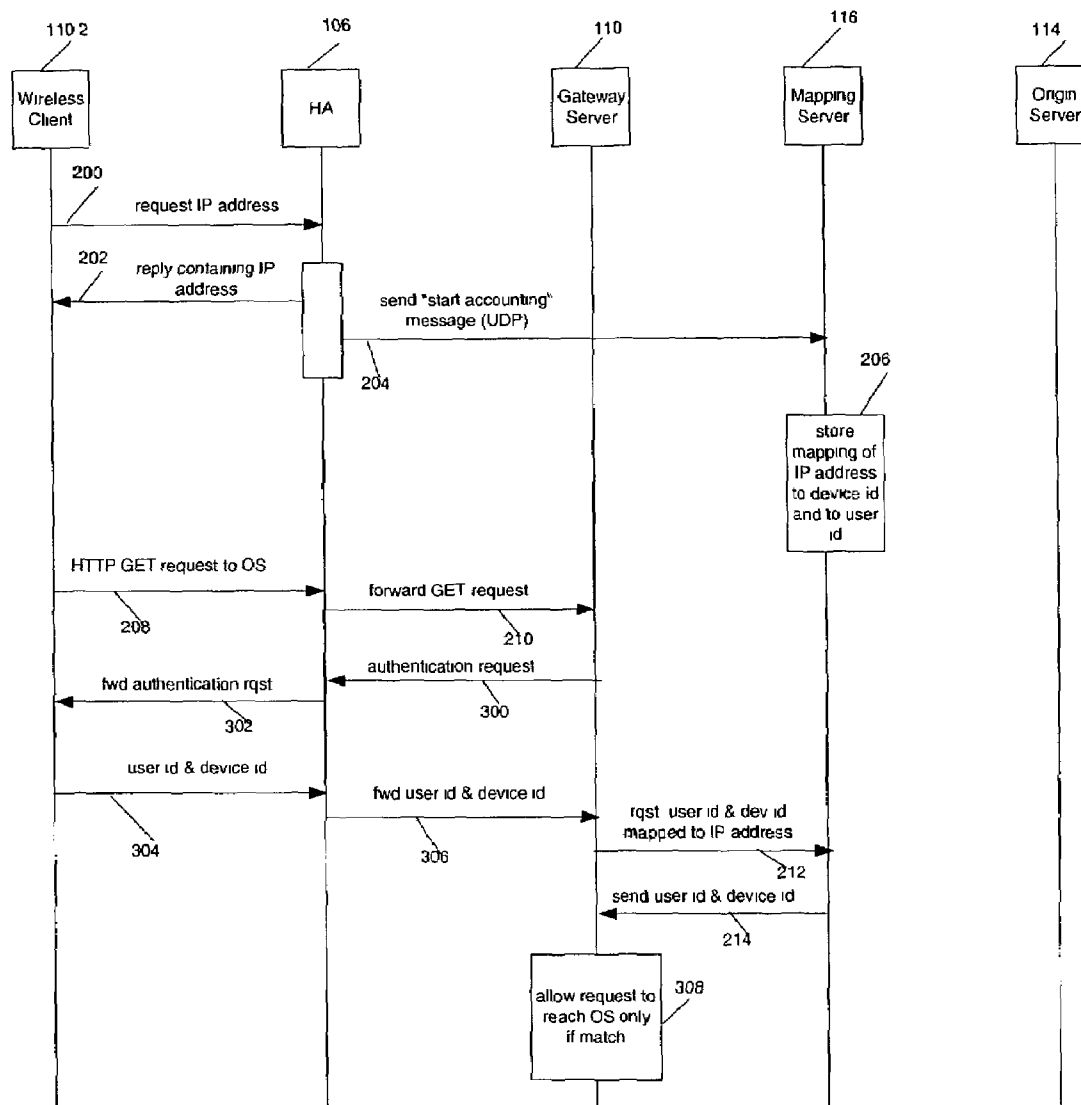 110 2
106
110
116
114
Wireless
Client
HA
Gateway
Server
Mapping
Server
Origin
Server
200
request IP address
202
reply containing IP
address
send "start accounting"
message (UDP)
204
206
store
mapping of
IP address
to device id
and to user
id
HTTP GET request to OS
208
forward GET request
210
authentication request
300
fwd authentication rqst
302
user id & device id
304
fwd user id & device id
306
rqst user id & dev id
mapped to IP address
212
send user id & device id
214
allow request to
reach OS only
if match
308